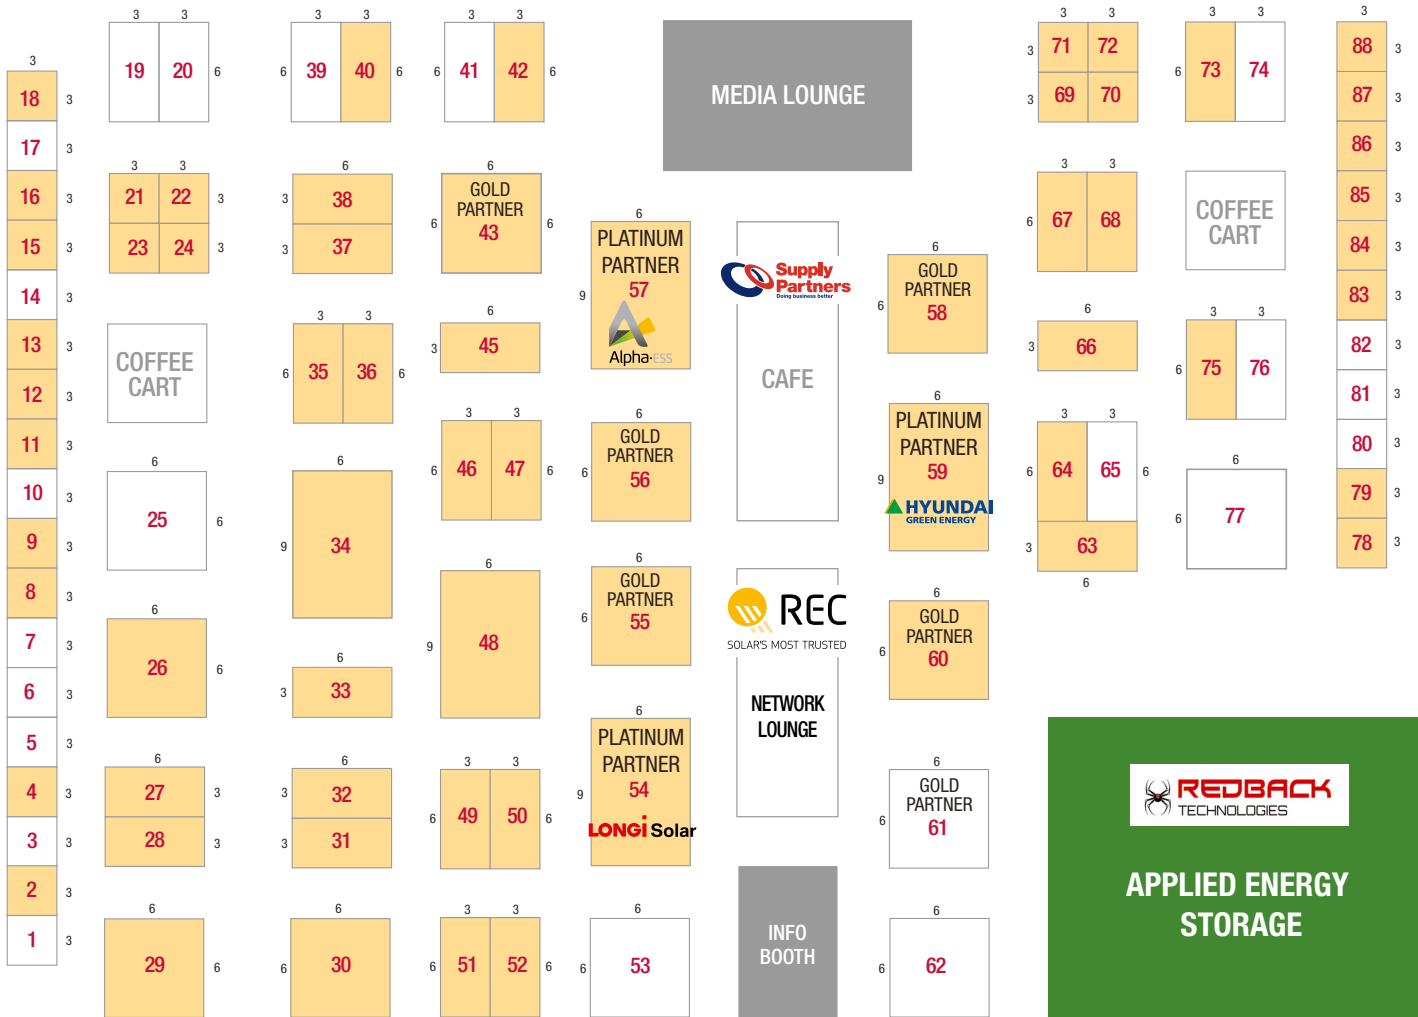 3
18
3
17
3
16
3
15
3
14
3
13
3
12
3
11
3
10
3
9
3
8
3
7
3
6
3
5
3
4
3
3
3
2
3
1
3
3 3
19 20 6
3 3
21 22 3
23 24 3
COFFEE
CART
6
25 6
6
26 6
6
27 3
28 3
6
29 6
3 3
6 39 40 6
6
3 38
3 37
3 3
6 35 36 6
6
9 34
6
3 33
6
3 32
3 31
6
6 30
3 3
6 41 42 6
6
GOLD
PARTNER
6 43 6
6
3 45
3 3
6 46 47 6
6
9 48
3 3
6 49 50
3 3
6 51 52 6
6
PLATINUM
PARTNER
9 57
Alpha·ESS
6
GOLD
PARTNER
6 56
6
GOLD
PARTNER
6 55
6
PLATINUM
PARTNER
9 54
LONGi Solar
6
6 53
MEDIA LOUNGE
Supply
Partners
Doing business better
CAFE
REC
SOLAR'S MOST TRUSTED
NETWORK
LOUNGE
INFO
BOOTH
6
GOLD
PARTNER
6 58
6
PLATINUM
PARTNER
9 59
HYUNDAI
GREEN ENERGY
6
GOLD
PARTNER
6 60
6
GOLD
PARTNER
6 61
6
6 62
3 3
3 71 72
3 69 70
3 3
6 67 68
6
3 66
3 3
6 64 65 6
3 63
6
3 3
6 73 74
COFFEE
CART
3 3
6 75 76
6
6 77
3
88 3
87 3
86 3
85 3
84 3
83 3
82 3
81 3
80 3
79 3
78 3
REDBACK
TECHNOLOGIES
APPLIED ENERGY
STORAGE